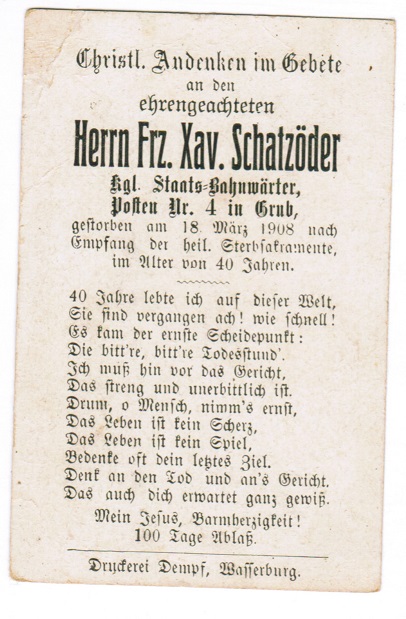 Christl. Andenken im Gebete
an den
ehrengeachteten
Herrn Frz. Xav. Schatzöder
Kgl. Staats-Bahnwärter,
Posten Nr. 4 in Grub,
gestorben am 18. März 1908 nach
Empfang der heil. Sterbsakramente,
im Alter von 40 Jahren.
40 Jahre lebte ich auf dieser Welt,
Sie sind vergangen ach! wie schnell!
Es kam der ernste Scheidepunkt:
Die bitt're, bitt're Todesstund'.
Ich muß hin vor das Gericht,
Das streng und unerbittlich ist.
Drum, o Mensch, nimm's ernst,
Das Leben ist kein Scherz,
Das Leben ist kein Spiel,
Bedenke oft dein letztes Ziel.
Denk an den Tod und an's Gericht.
Das auch dich erwartet ganz gewiß.
Mein Jesus, Barmherzigkeit!
100 Tage Ablaß.
Druckerei Dempf, Wasserburg.